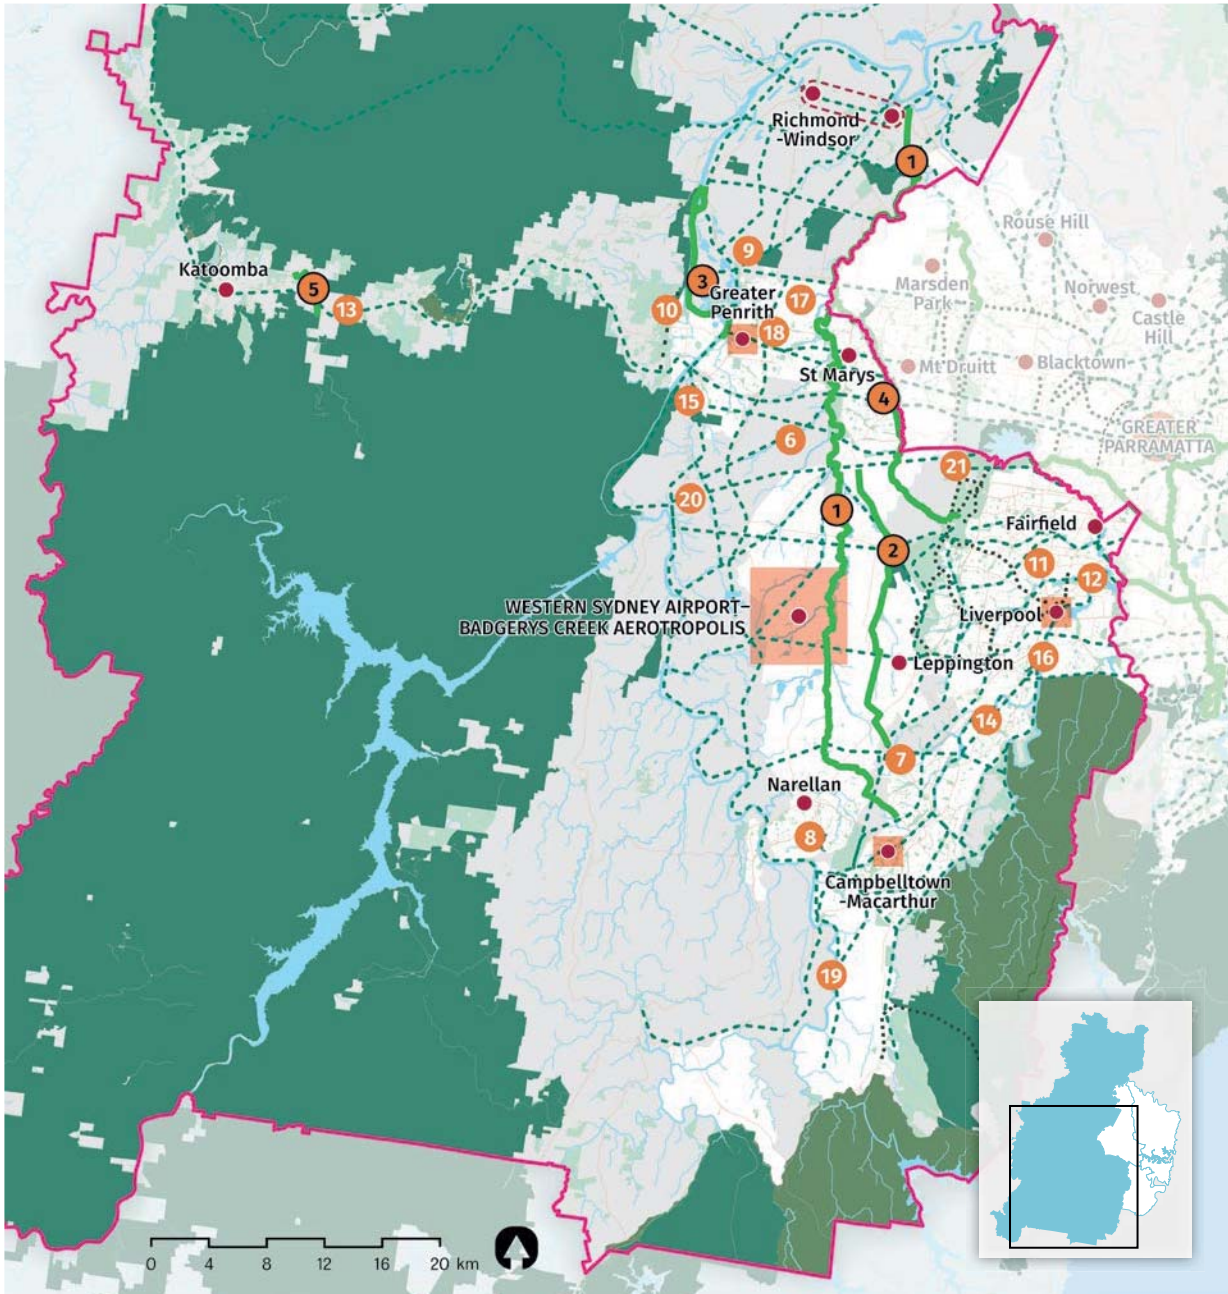 Richmond
-Windsor
1
Rouse Hill
9
Katoomba
5
13
3
Greater
Penrith
10
17
18
Marsden
Park
Norwest
Castle
Hill
St Marys
Mt Druitt
Blacktown
4
15
6
GREATER
PARRAMATTA
21
20
1
Fairfield
2
11
12
WESTERN SYDNEY AIRPORT–
BADGERYS CREEK AEROTROPOLIS
Liverpool
Leppington
16
14
7
Narellan
8
Campbelltown
-Macarthur
19
0 4 8 12 16 20 km